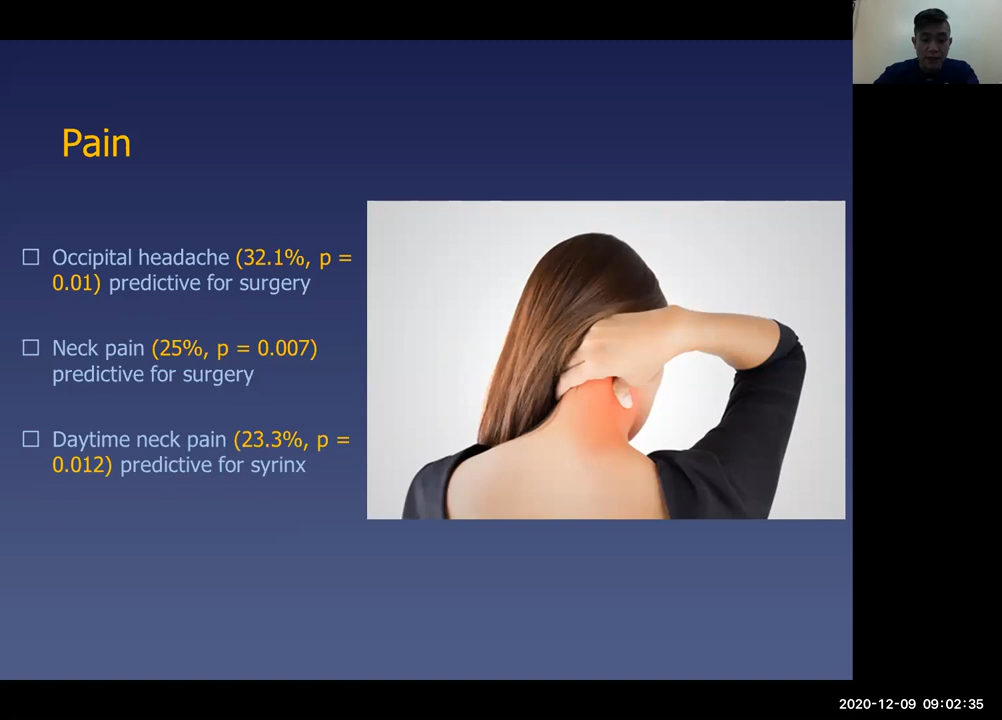 Pain
☐ Occipital headache (32.1%, p =
0.01) predictive for surgery
☐ Neck pain (25%, p = 0.007)
predictive for surgery
☐ Daytime neck pain (23.3%, p =
0.012) predictive for syrinx
2020-12-09 09:02:35